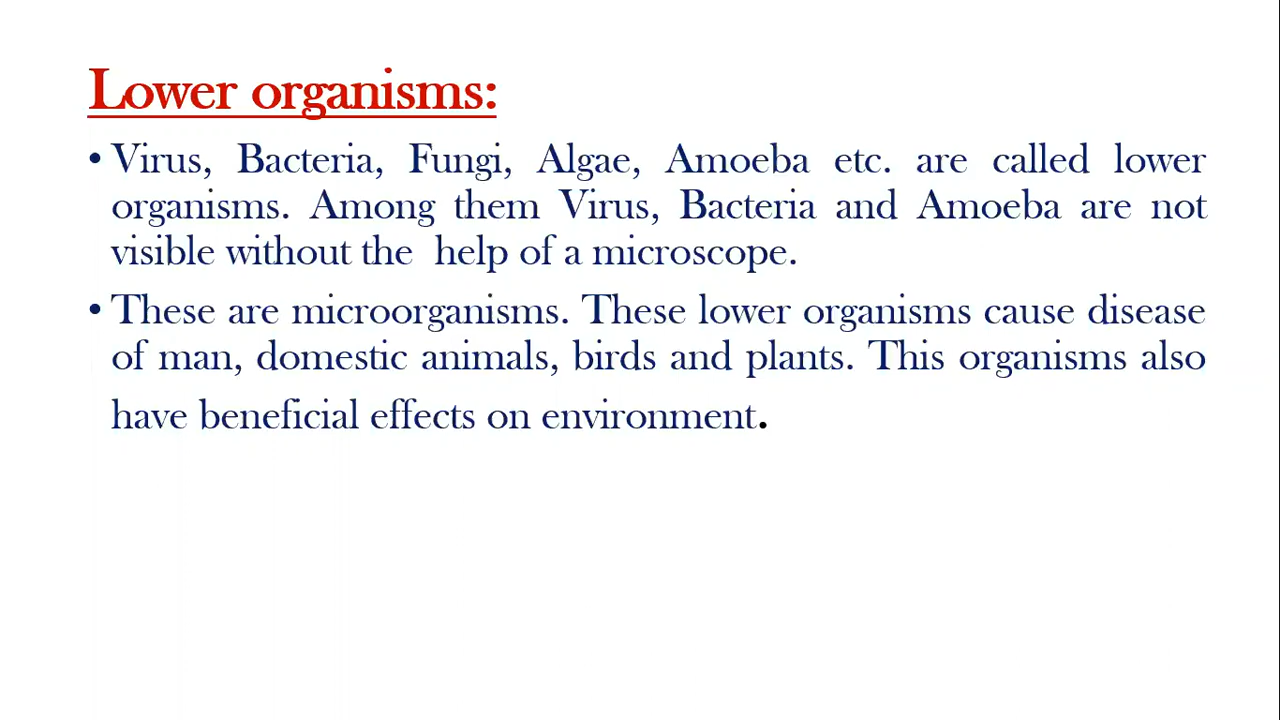 Lower organisms:
• Virus, Bacteria, Fungi, Algae, Amoeba etc. are called lower
organisms. Among them Virus, Bacteria and Amoeba are not
visible without the help of a microscope.
• These are microorganisms. These lower organisms cause disease
of man, domestic animals, birds and plants. This organisms also
have beneficial effects on environment.